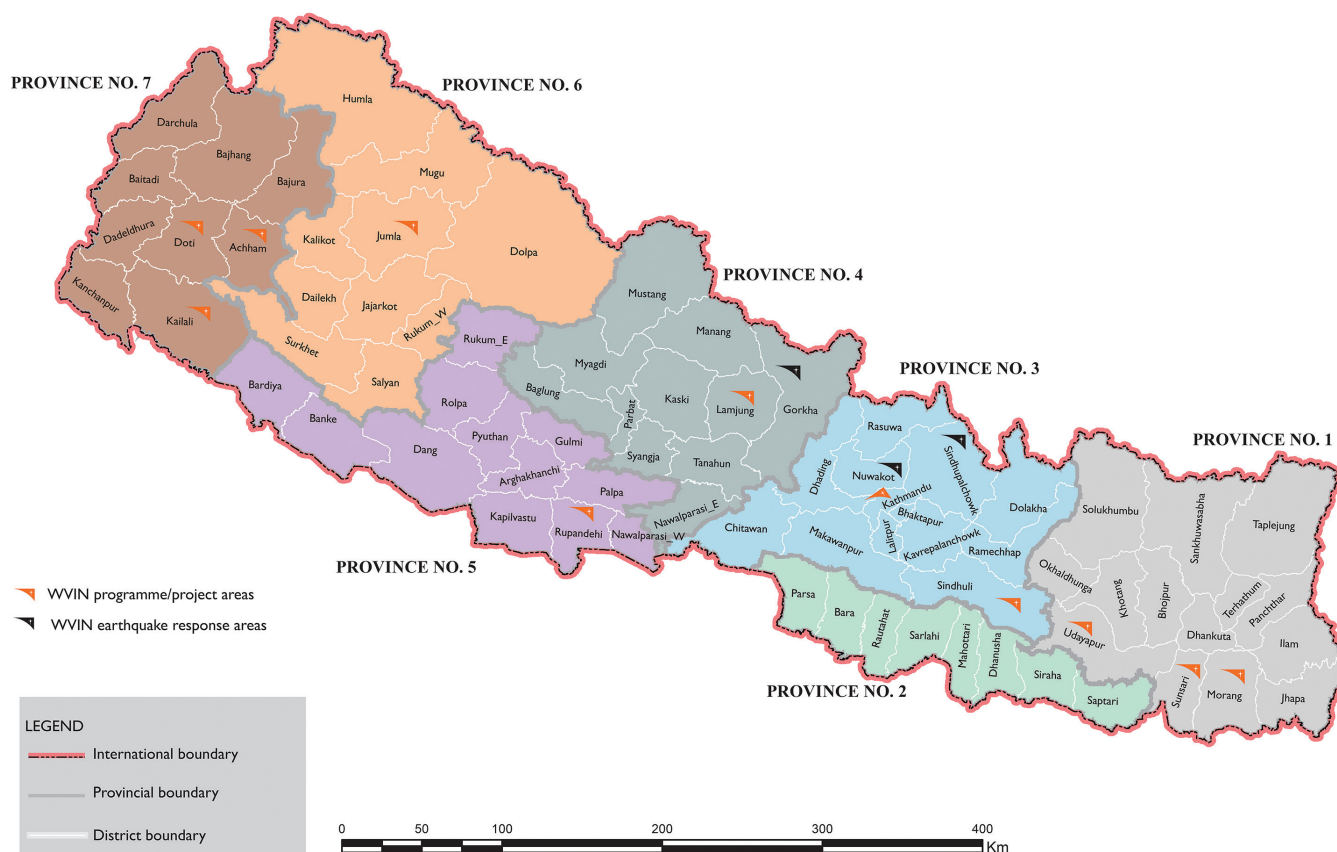 PROVINCE NO. 7
PROVINCE NO. 6
Humla
Darchula
Bajhang
Mugu
Baitadi
Bajura
Dadeldhura
Doti
Achham
Kalikot
Jumla
Dolpa
Kanchanpur
Kailali
Dailekh
Jajarkot
Rukum_W
Surkhet
Salyan
PROVINCE NO. 4
Mustang
Manang
Myagdi
Baglung
Parbat
Kaski
Lamjung
Gorkha
Syangja
Tanahun
Nawalparasi_E
Rukum_E
Bardiya
Banke
Rolpa
Dang
Pyuthan
Gulmi
Arghakhanchi
Palpa
Kapilvastu
Rupandehi
Nawalparasi_W
PROVINCE NO. 5
PROVINCE NO. 3
Rasuwa
Sindhupalchowk
Dhading
Nuwakot
Kathmandu
Dolakha
Bhaktapur
Lalitpur
Kavrepalanchowk
Chitawan
Makawanpur
Ramechhap
Sindhuli
PROVINCE NO. 1
Solukhumbu
Sankhuwasabha
Taplejung
Okhaldhunga
Khotang
Bhojpur
Terhathum
Panchthar
Udayapur
Dhankuta
Ilam
Sunsari
Morang
Jhapa
Parsa
Bara
Rautahat
Sarlahi
Mahottari
Dhanusha
Siraha
Saptari
PROVINCE NO. 2
WVIN programme/project areas
WVIN earthquake response areas
LEGEND
International boundary
Provincial boundary
District boundary
0 25 50 100 200 300 400
Km